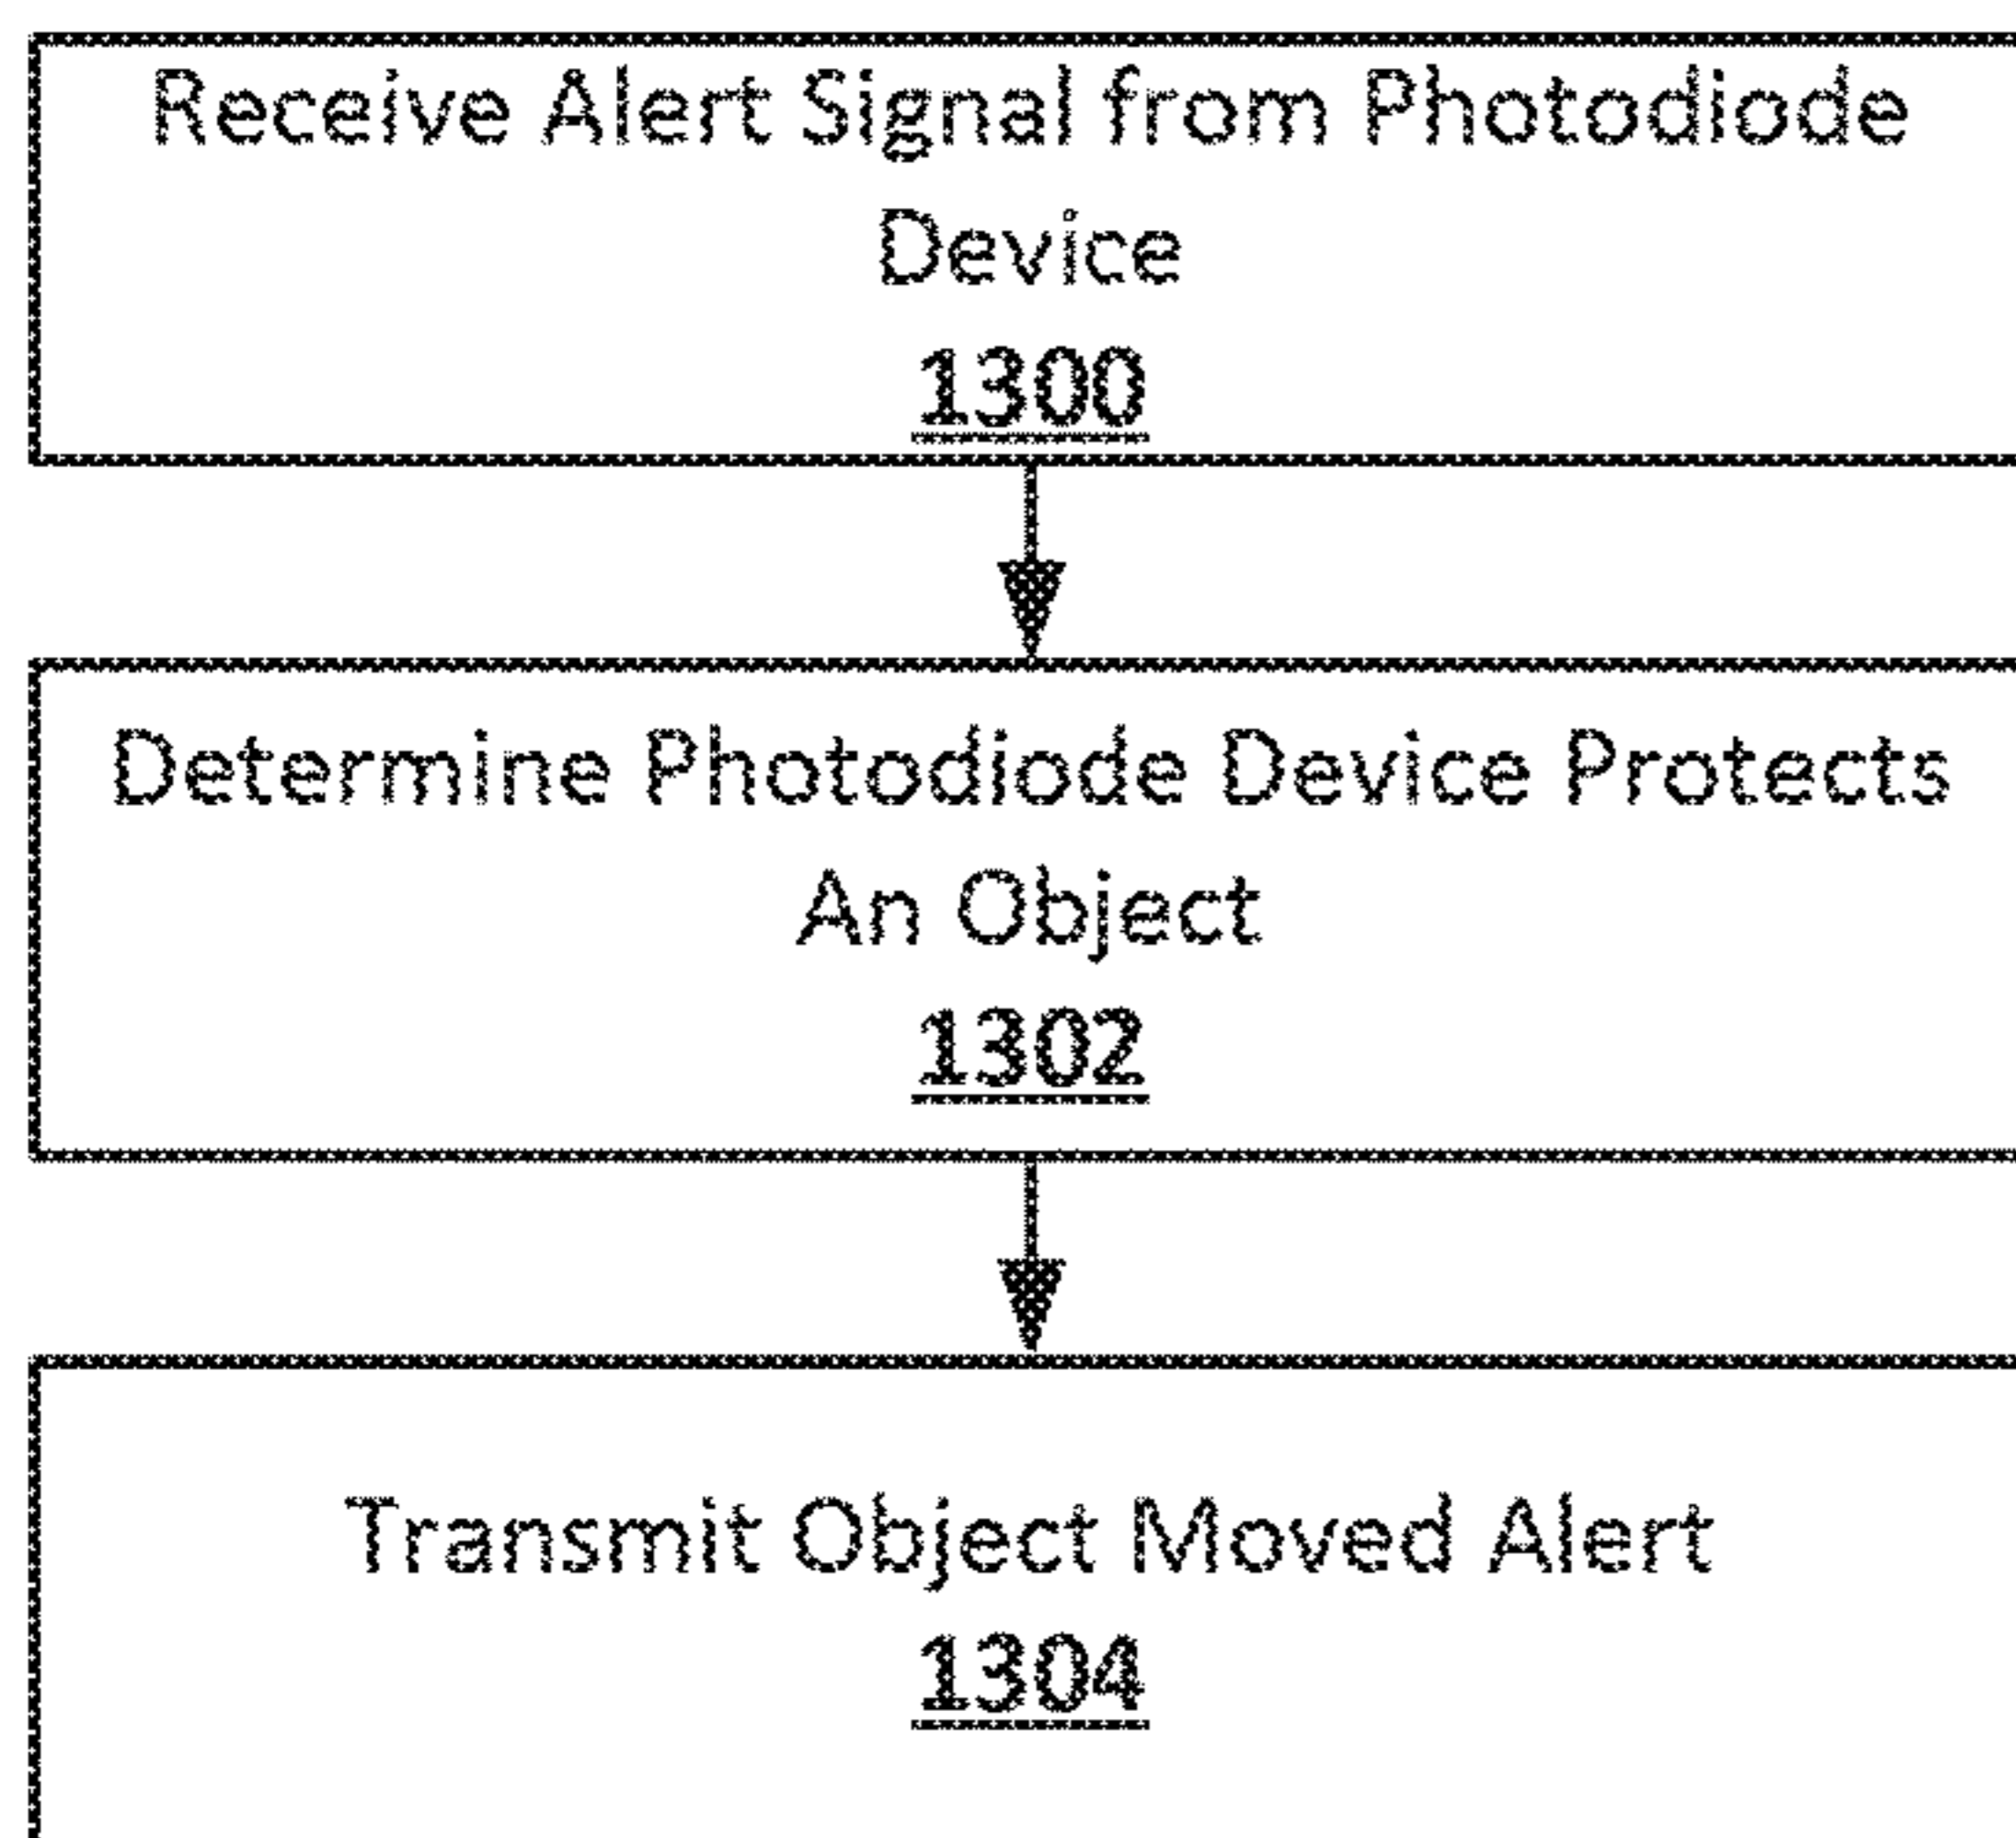 Receive Alert Signal from Photodiode
Device
1300
Determine Photodiode Device Protects
An Object
1302
Transmit Object Moved Alert
1304